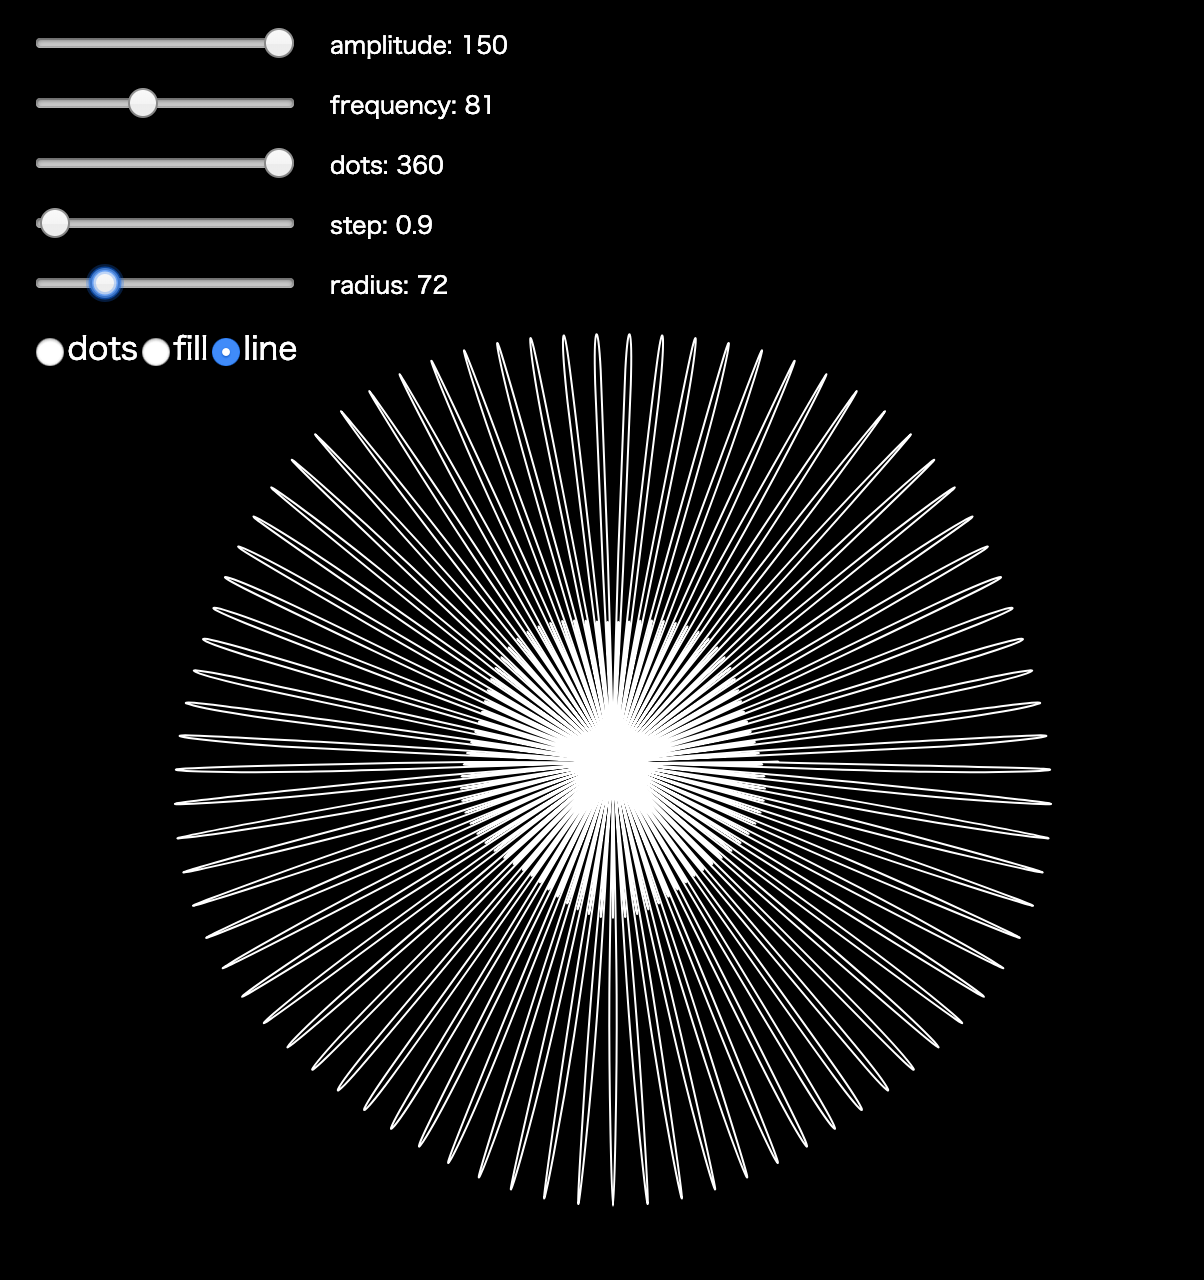 amplitude: 150
frequency: 81
dots: 360
step: 0.9
radius: 72
dots fill line